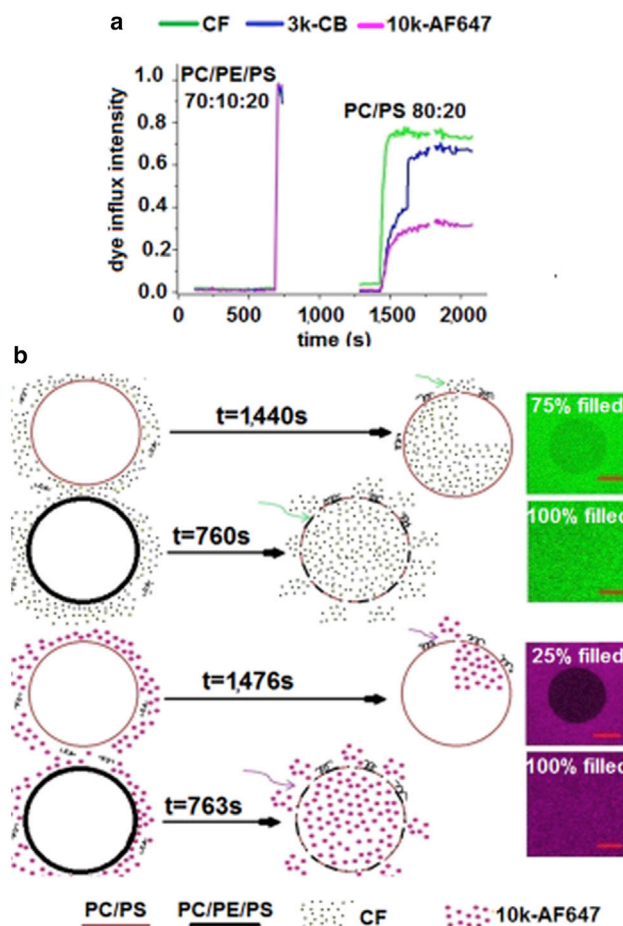 a
CF 3k-CB 10k-AF647
PC/PE/PS
70:10:20
PC/PS 80:20
dye influx intensity
1.0
0.8
0.6
0.4
0.2
0.0
0 500 1,000 1,500 2,000
time (s)
b
t=1,440s
75% filled
t=760s
100% filled
t=1,476s
25% filled
t=763s
100% filled
PC/PS PC/PE/PS CF 10k-AF647